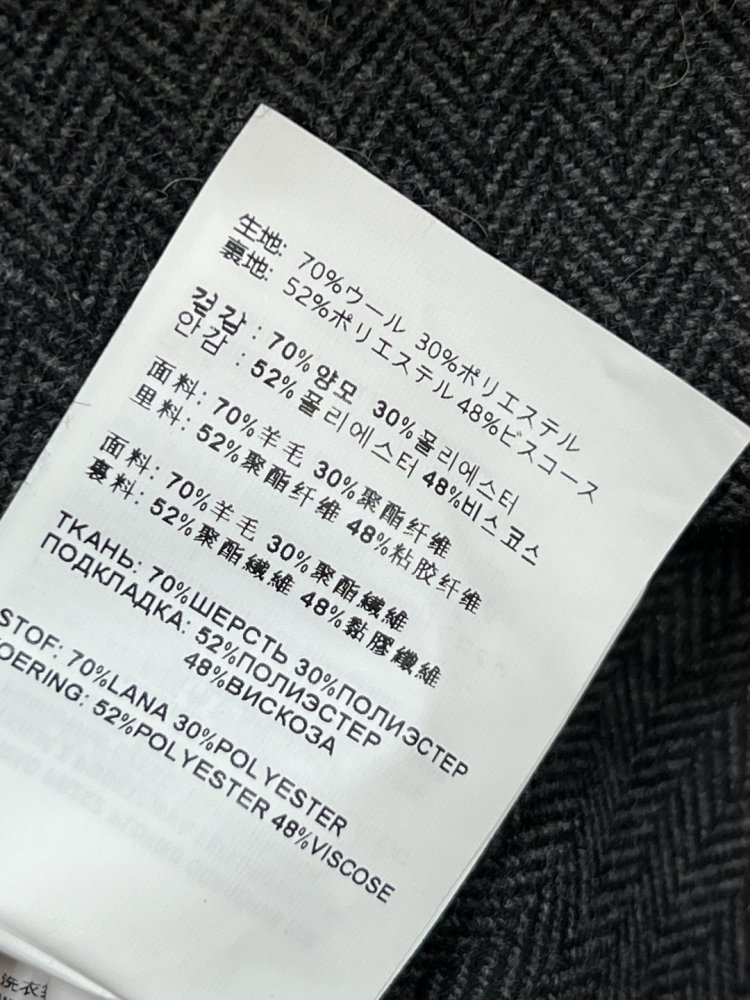 生地: 70%ウール 30%ポリエステル
裏地: 52%ポリエステル 48%ビスコース
겉감 : 70%양모 30%폴리에스터
안감 : 52%폴리에스터 48%비스코스
面料: 70%羊毛 30%聚酯纤维
里料: 52%聚酯纤维 48%粘胶纤维
面料: 70%羊毛 30%聚酯纖維
裏料: 52%聚酯纖維 48%黏膠纖維
ТКАНЬ: 70%ШЕРСТЬ 30%ПОЛИЭСТЕР
ПОДКЛАДКА: 52%ПОЛИЭСТЕР
48%ВИСКОЗА
STOF: 70%LANA 30%POLYESTER
OERING: 52%POLYESTER 48%VISCOSE
洗衣